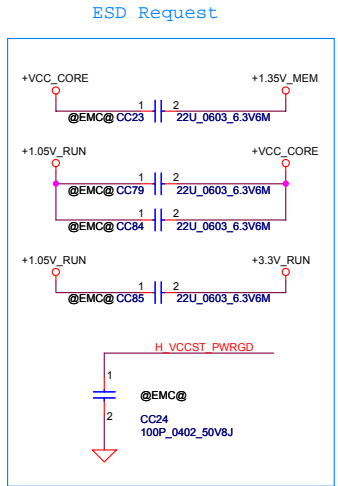 ESD Request
+VCC_CORE +1.35V_MEM
1 2
@EMC@ CC23 22U_0603_6.3V6M
+1.05V_RUN +VCC_CORE
1 2
@EMC@ CC79 22U_0603_6.3V6M
1 2
@EMC@ CC84 22U_0603_6.3V6M
+1.05V_RUN +3.3V_RUN
1 2
@EMC@ CC85 22U_0603_6.3V6M
H_VCCST_PWRGD
1
@EMC@
2
CC24
100P_0402_50V8J